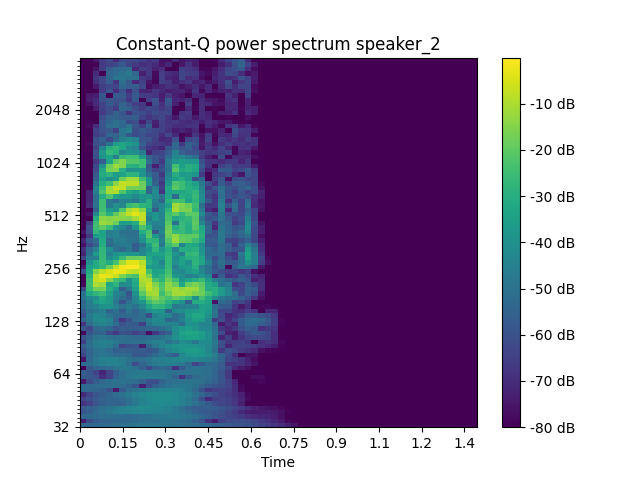 Constant-Q power spectrum speaker_2
Hz
2048
1024
512
256
128
64
32
0 0.15 0.3 0.45 0.6 0.75 0.9 1.1 1.2 1.4
Time
-10 dB
-20 dB
-30 dB
-40 dB
-50 dB
-60 dB
-70 dB
-80 dB